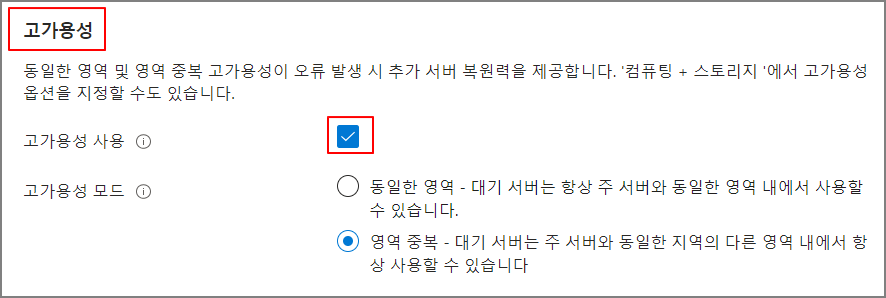 고가용성
동일한 영역 및 영역 중복 고가용성이 오류 발생 시 추가 서버 복원력을 제공합니다. '컴퓨팅 + 스토리지 '에서 고가용성
옵션을 지정할 수도 있습니다.
고가용성 사용
고가용성 모드
동일한 영역 - 대기 서버는 항상 주 서버와 동일한 영역 내에서 사용할
수 있습니다.
영역 중복 - 대기 서버는 주 서버와 동일한 지역의 다른 영역 내에서 항
상 사용할 수 있습니다